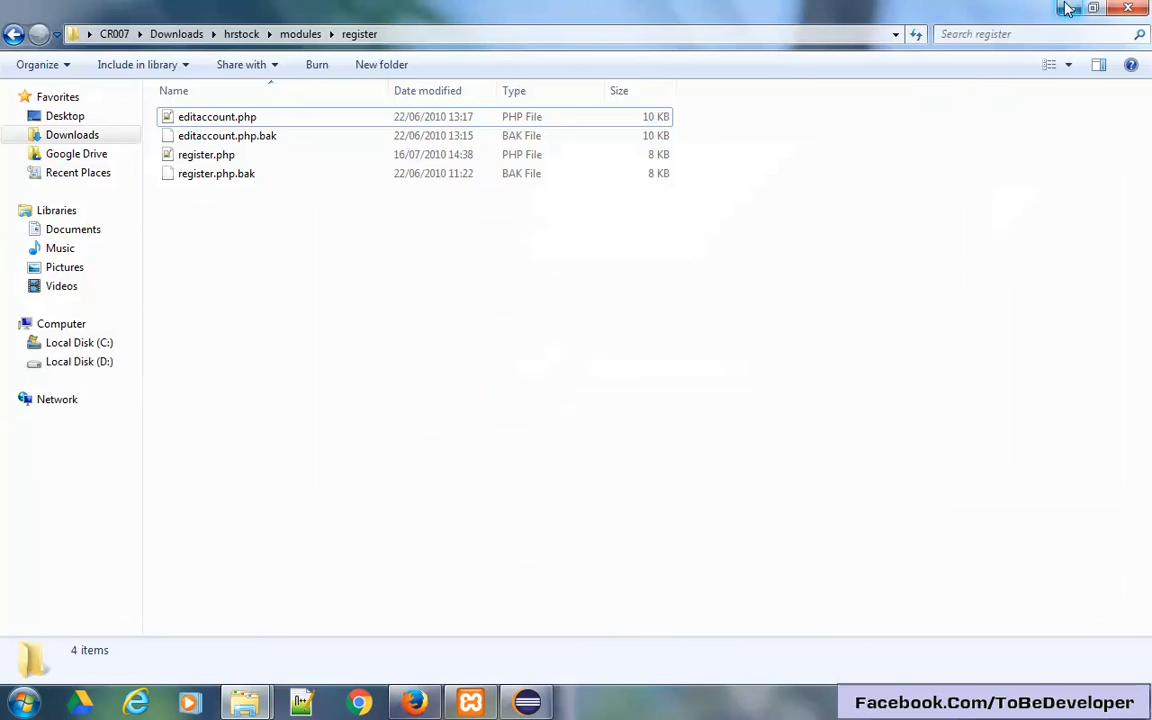 CR007 Downloads hrstock modules register Search register
Organize Include in library Share with Burn New folder
Favorites
Desktop
Downloads
Google Drive
Recent Places
Libraries
Documents
Music
Pictures
Videos
Computer
Local Disk (C:)
Local Disk (D:)
Network
Name Date modified Type Size
editaccount.php 22/06/2010 13:17 PHP File 10 KB
editaccount.php.bak 22/06/2010 13:15 BAK File 10 KB
register.php 16/07/2010 14:38 PHP File 8 KB
register.php.bak 22/06/2010 11:22 BAK File 8 KB
4 items
Facebook.Com/ToBeDeveloper